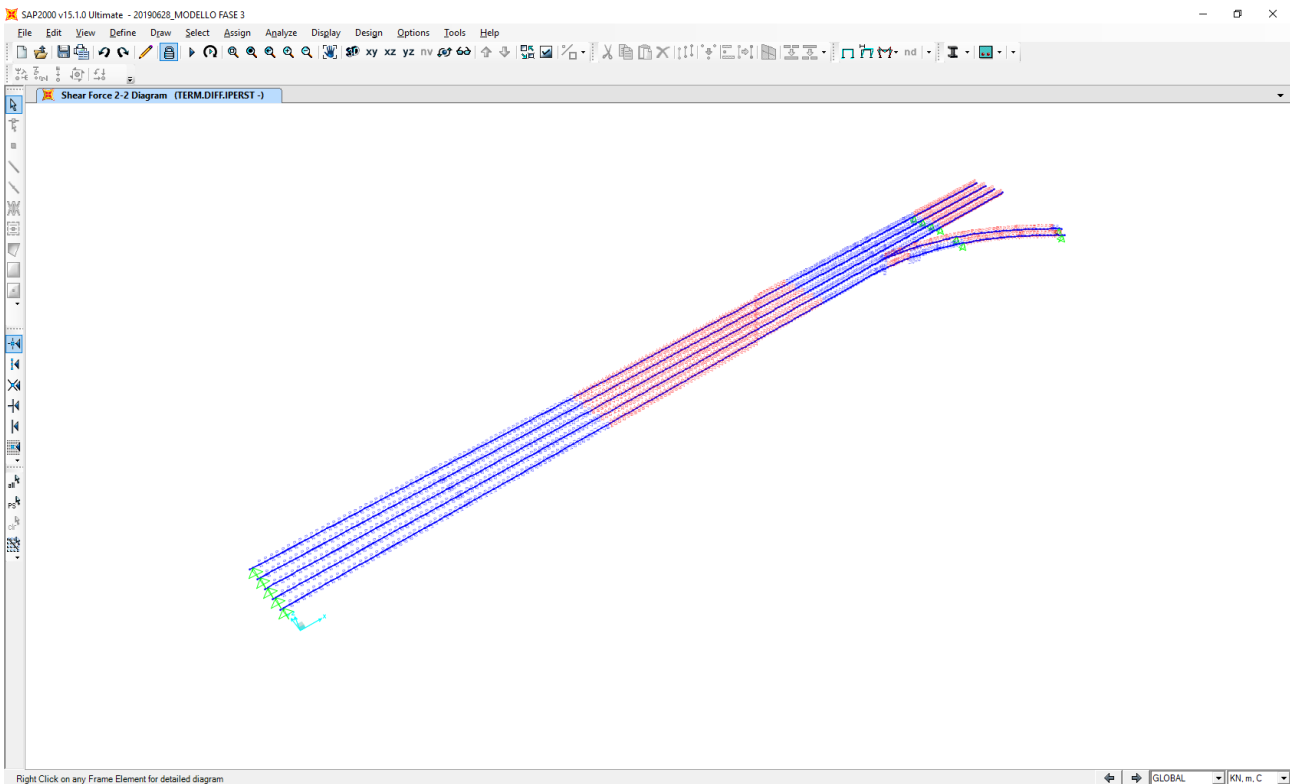 SAP2000 v15.1.0 Ultimate - 20190628_MODELLO FASE 3
File Edit View Define Draw Select Assign Analyze Display Design Options Tools Help
3D xy xz yz nv nd
Shear Force 2-2 Diagram (TERM.DIFF.IPERST -)
all
PS
clr
x
Right Click on any Frame Element for detailed diagram
GLOBAL
KN, m, C